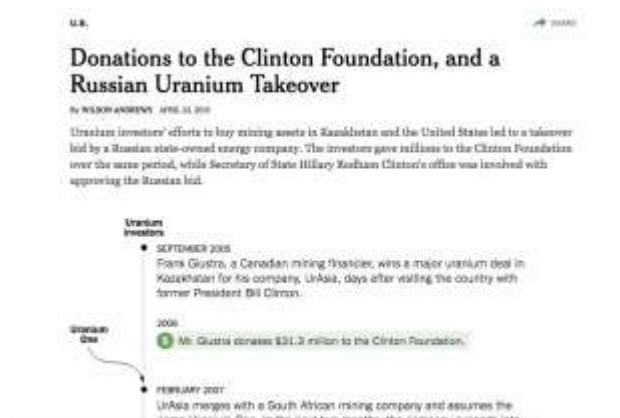 U.S.
SHARE
Donations to the Clinton Foundation, and a
Russian Uranium Takeover
By WILSON ANDREWS APRIL 23, 2015
Uranium investors' efforts to buy mining assets in Kazakhstan and the United States led to a takeover
bid by a Russian state-owned energy company. The investors gave millions to the Clinton Foundation
over the same period, while Secretary of State Hillary Rodham Clinton's office was involved with
approving the Russian bid.
Uranium
investors
SEPTEMBER 2005
Frank Giustra, a Canadian mining financier, wins a major uranium deal in
Kazakhstan for his company, UrAsia, days after visiting the country with
former President Bill Clinton.
2006
$ Mr. Giustra donates $31.3 million to the Clinton Foundation.
Uranium
One
FEBRUARY 2007
UrAsia merges with a South African mining company and assumes the